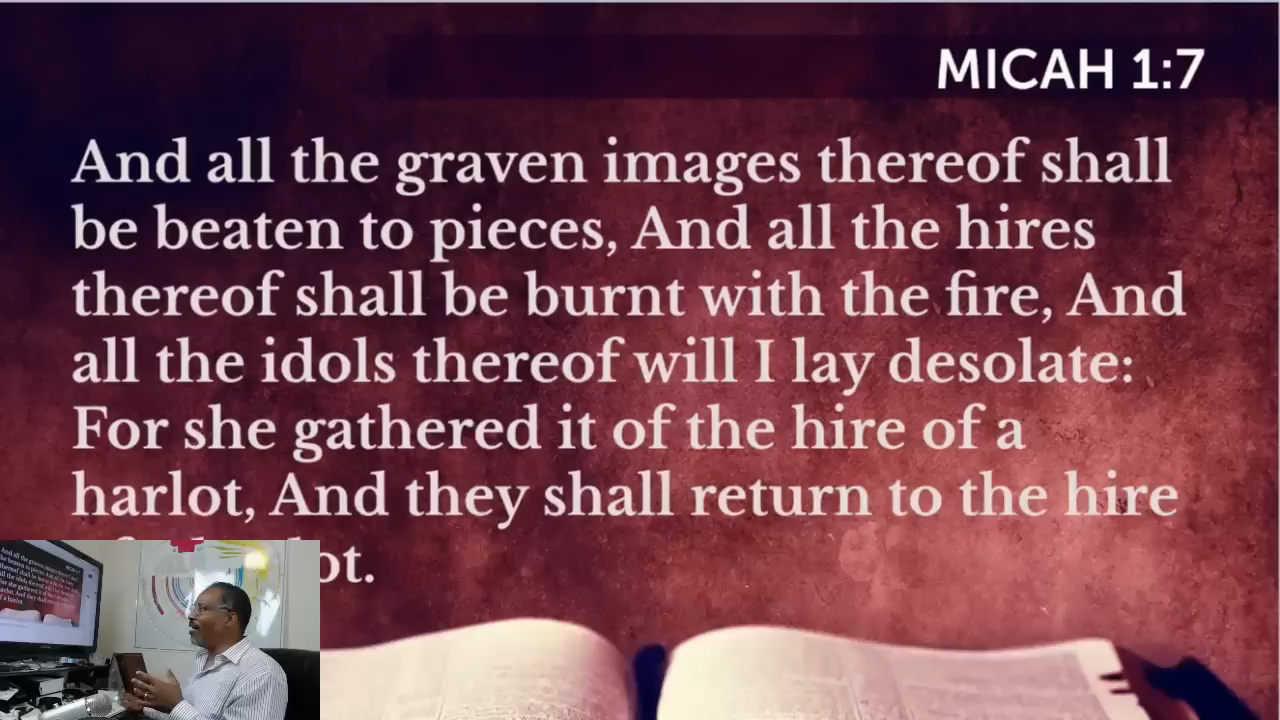 MICAH 1:7
And all the graven images thereof shall
be beaten to pieces, And all the hires
thereof shall be burnt with the fire, And
all the idols thereof will I lay desolate:
For she gathered it of the hire of a
harlot, And they shall return to the hire